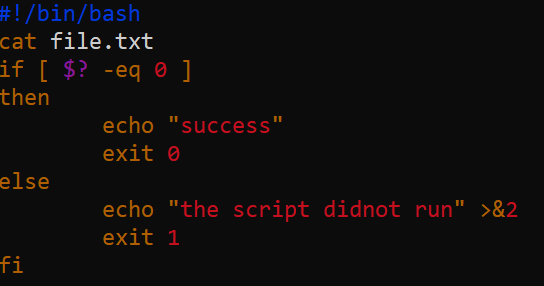 #!/bin/bash
cat file.txt
if [ $? -eq 0 ]
then
        echo "success"
        exit 0
else
        echo "the script didnot run" >&2
        exit 1
fi